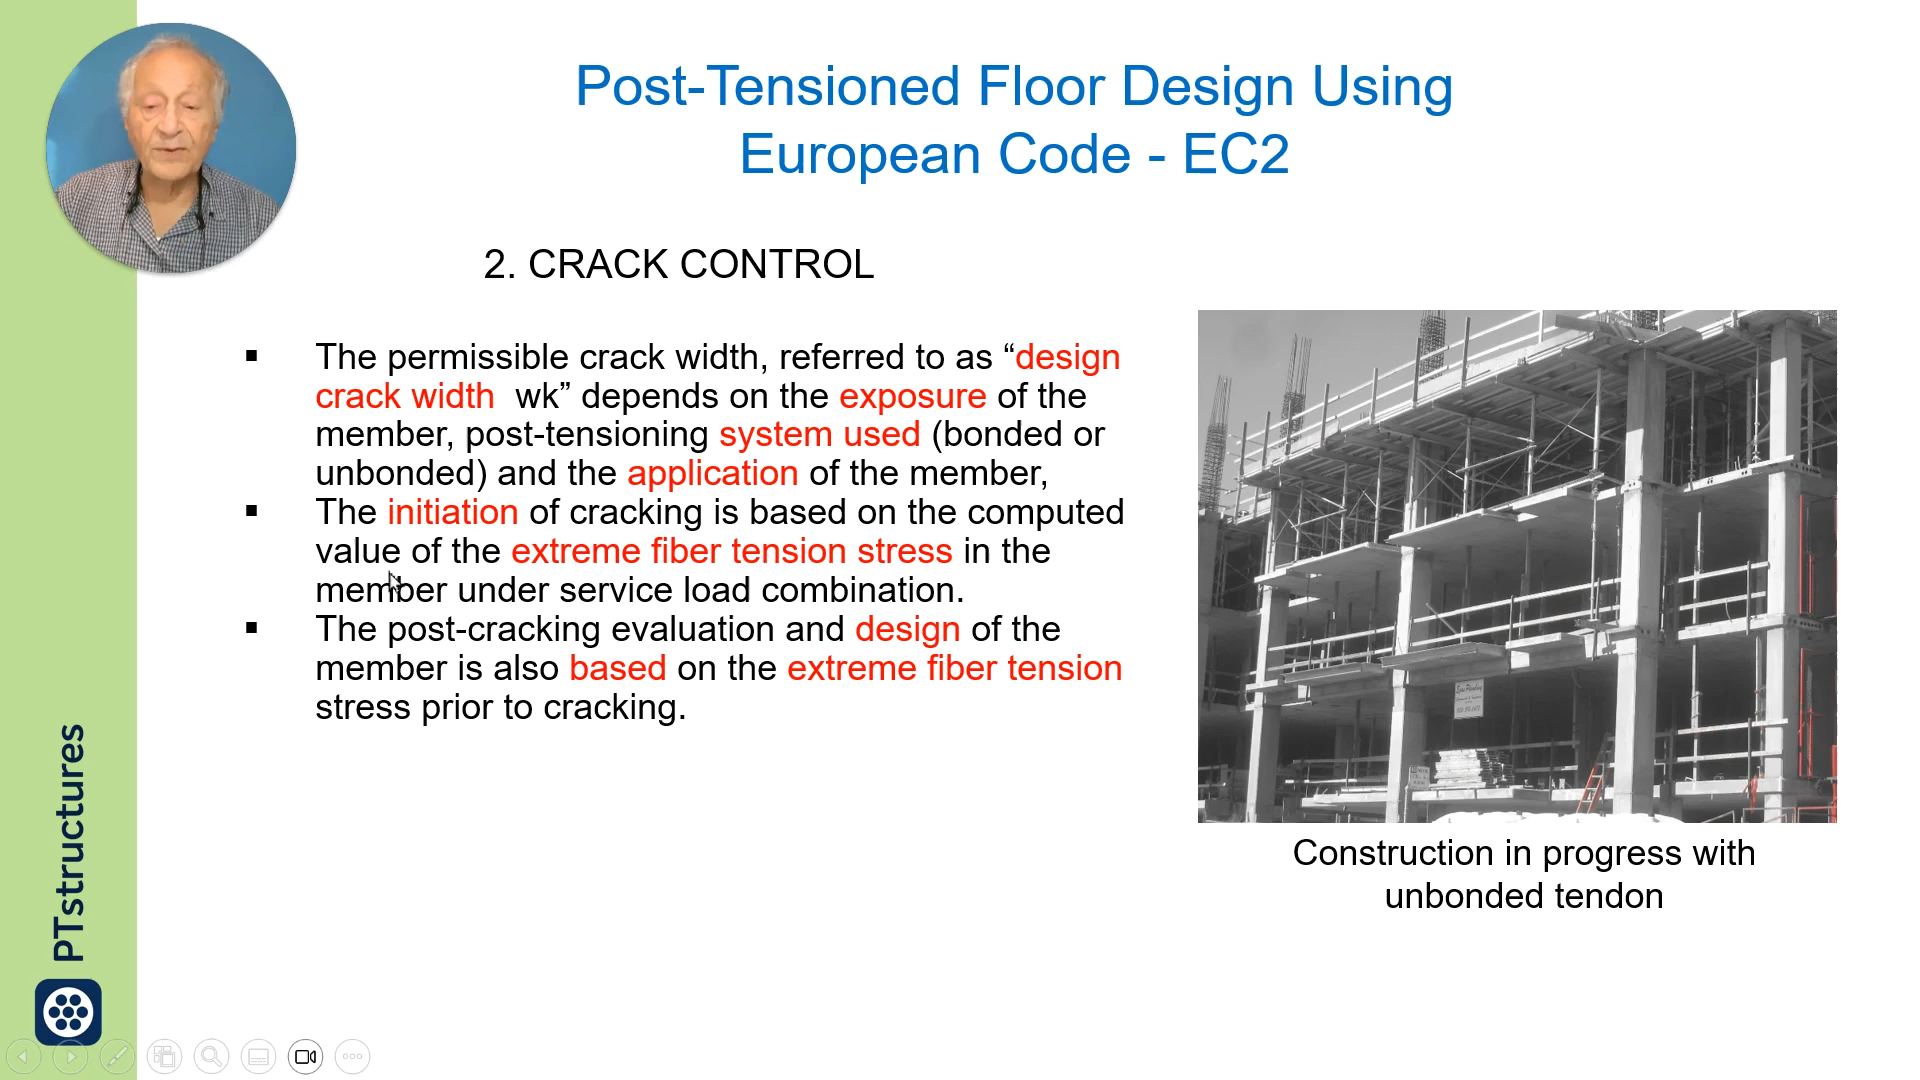 Post-Tensioned Floor Design Using
European Code - EC2
2. CRACK CONTROL
▪ The permissible crack width, referred to as “design
crack width  wk” depends on the exposure of the
member, post-tensioning system used (bonded or
unbonded) and the application of the member,
▪ The initiation of cracking is based on the computed
value of the extreme fiber tension stress in the
member under service load combination.
▪ The post-cracking evaluation and design of the
member is also based on the extreme fiber tension
stress prior to cracking.
Construction in progress with
unbonded tendon
PTstructures